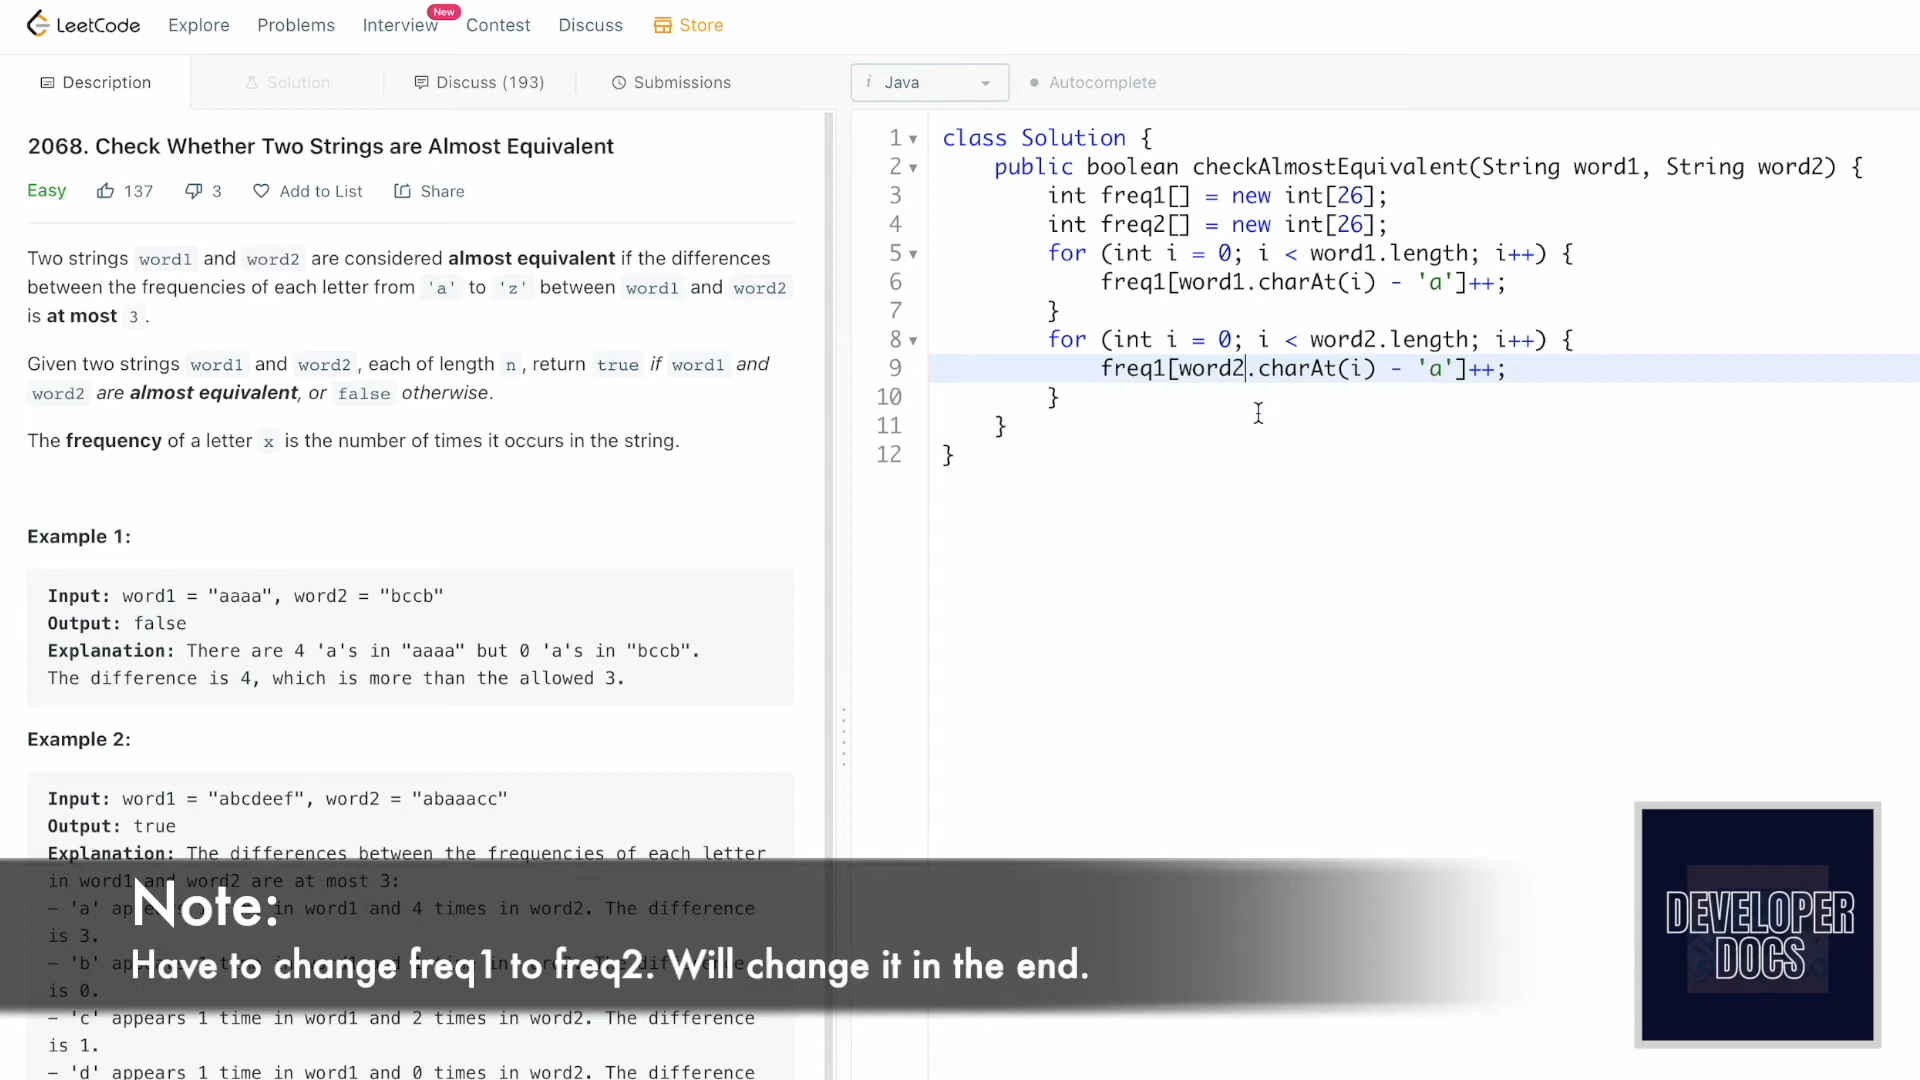 LeetCode Explore Problems Interview New Contest Discuss Store
Description Solution Discuss (193) Submissions i Java Autocomplete
2068. Check Whether Two Strings are Almost Equivalent
Easy 137 3 Add to List Share
Two strings word1 and word2 are considered almost equivalent if the differences
between the frequencies of each letter from 'a' to 'z' between word1 and word2
is at most 3 .
Given two strings word1 and word2 , each of length n , return true if word1 and
word2 are almost equivalent, or false otherwise.
The frequency of a letter x is the number of times it occurs in the string.
Example 1:
Input: word1 = "aaaa", word2 = "bccb"
Output: false
Explanation: There are 4 'a's in "aaaa" but 0 'a's in "bccb".
The difference is 4, which is more than the allowed 3.
Example 2:
Input: word1 = "abcdeef", word2 = "abaaacc"
Output: true
Explanation: The differences between the frequencies of each letter
in word1 and word2 are at most 3:
- 'a' in word1 and 4 times in word2. The difference
is 3.
- 'b'
is 0.
- 'c' appears 1 time in word1 and 2 times in word2. The difference
is 1.
- 'd' appears 1 time in word1 and 0 times in word2. The difference
1 class Solution {
2 public boolean checkAlmostEquivalent(String word1, String word2) {
3 int freq1[] = new int[26];
4 int freq2[] = new int[26];
5 for (int i = 0; i < word1.length; i++) {
6 freq1[word1.charAt(i) - 'a']++;
7 }
8 for (int i = 0; i < word2.length; i++) {
9 freq1[word2.charAt(i) - 'a']++;
10 }
11 }
12 }
Note:
Have to change freq1 to freq2. Will change it in the end.
DEVELOPER
DOCS